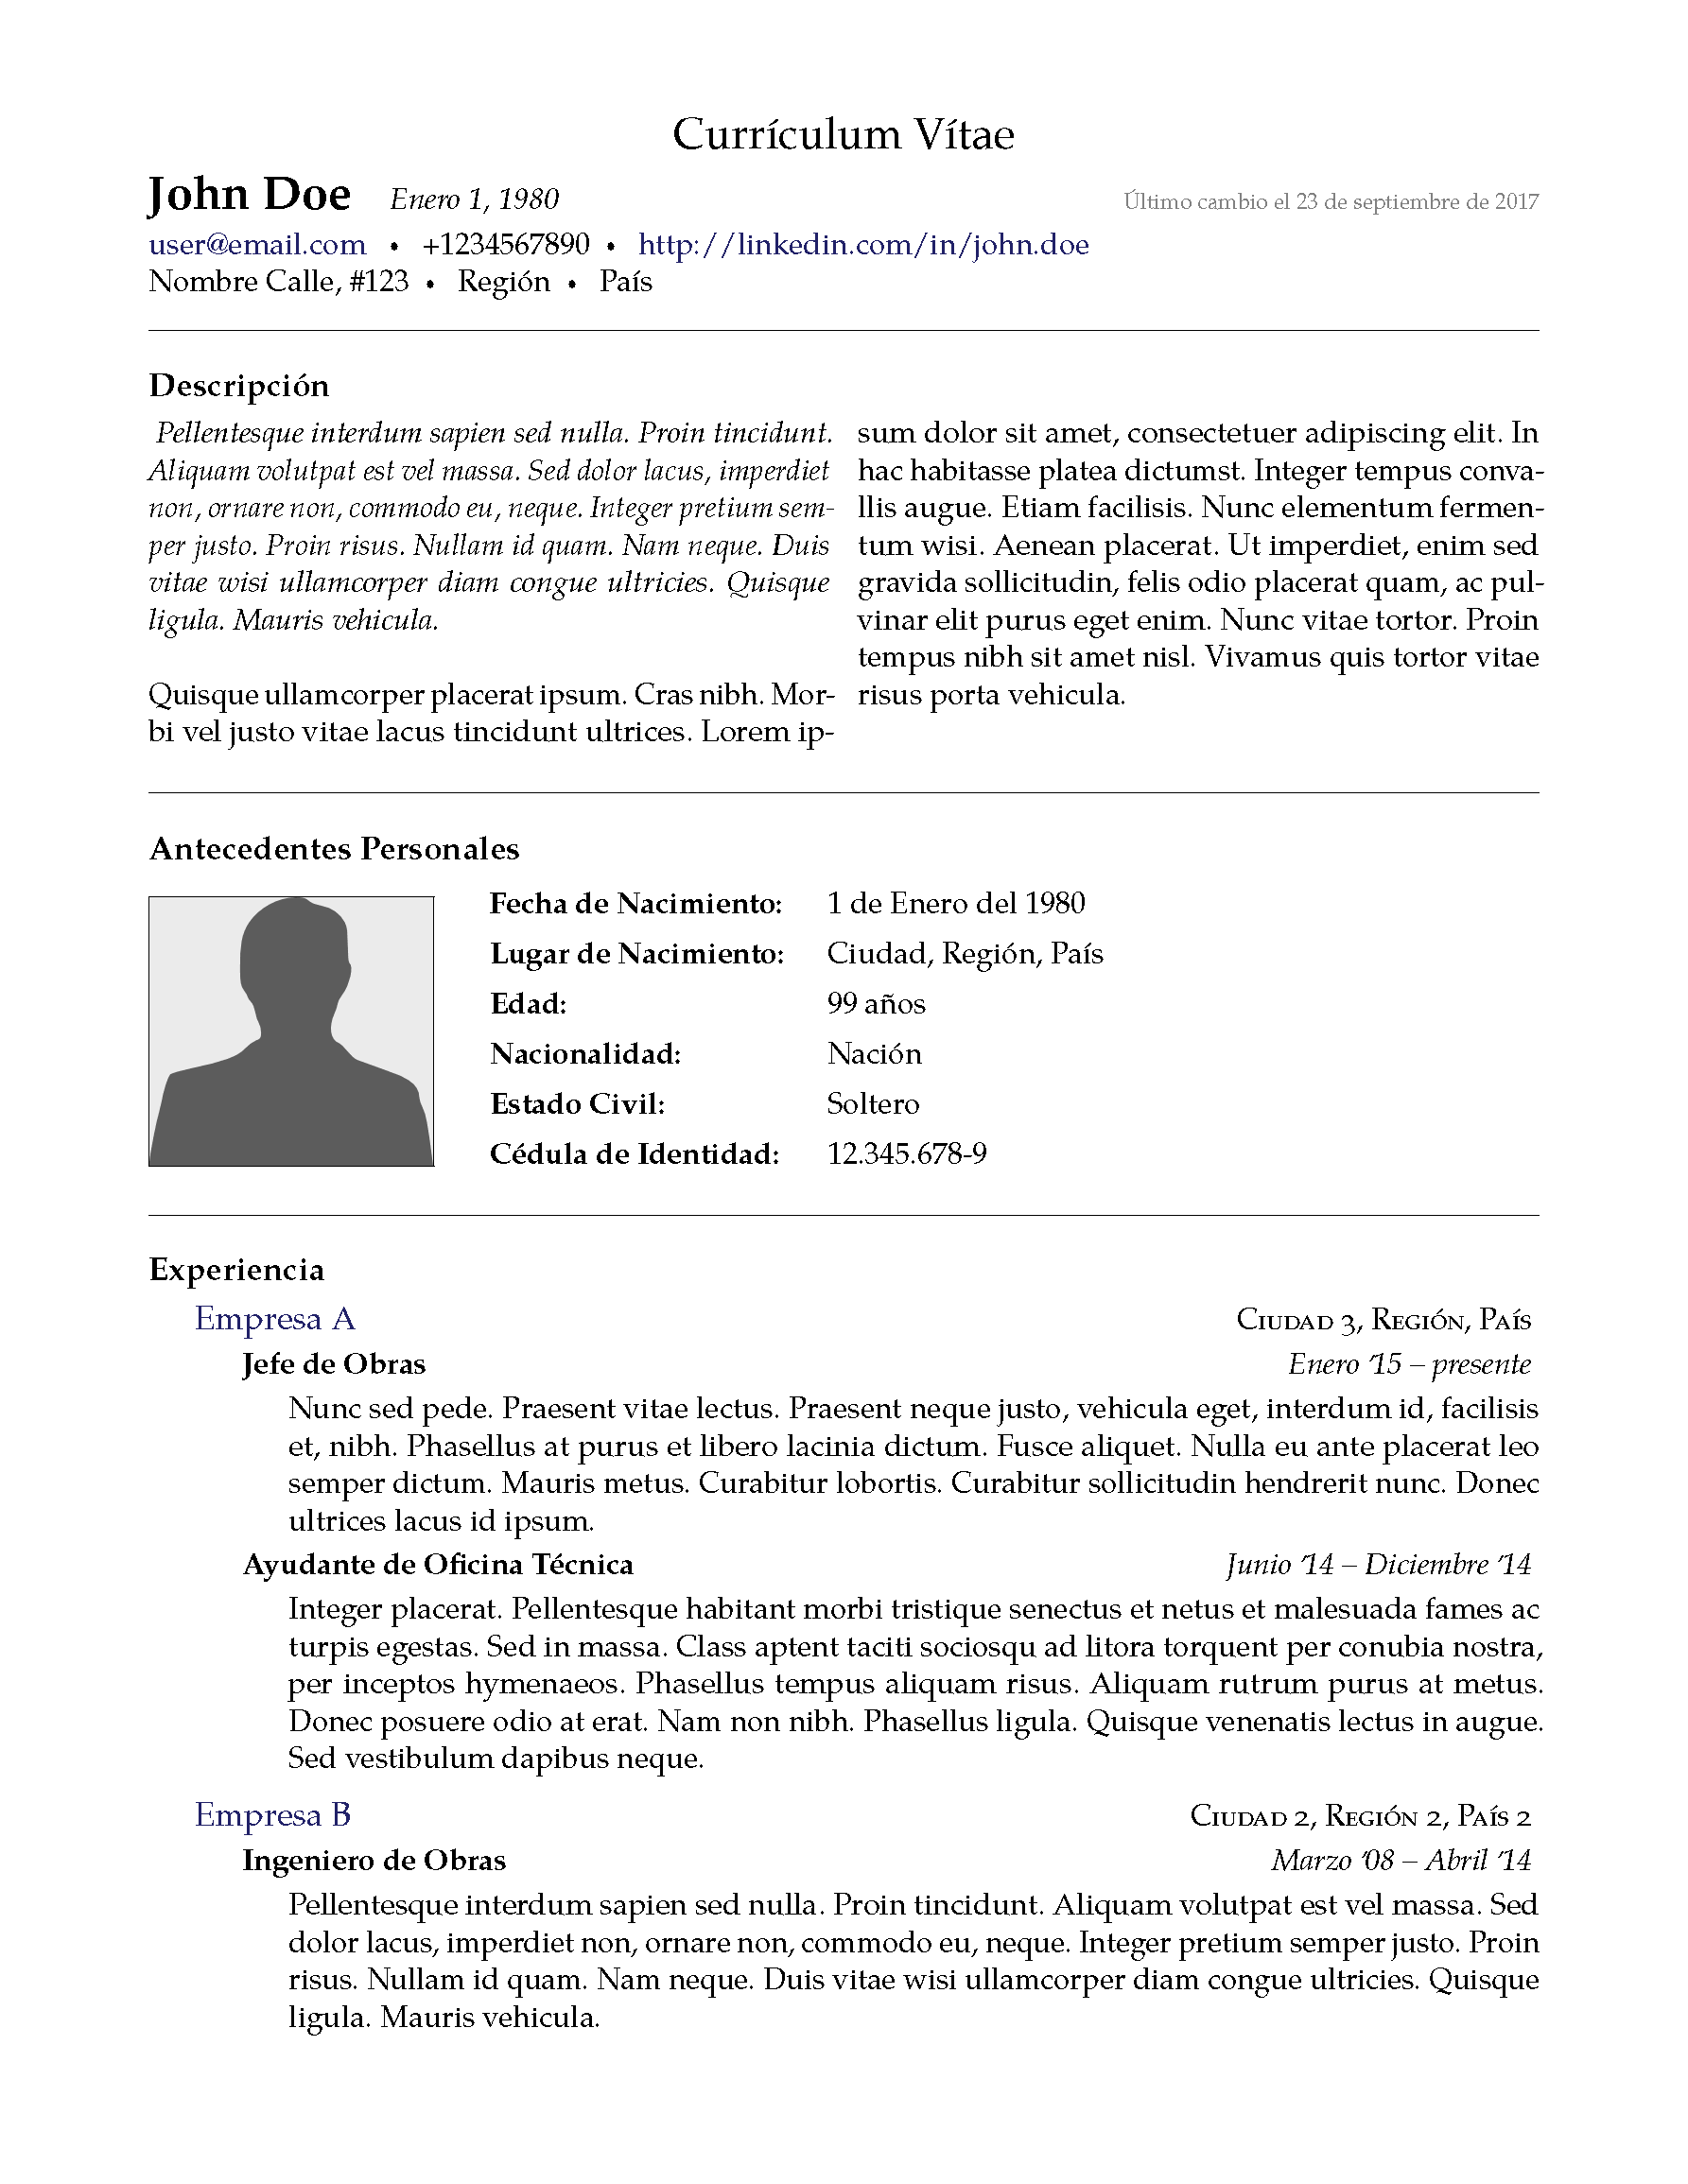 Currículum Vítae
John Doe Enero 1, 1980 Último cambio el 23 de septiembre de 2017
user@email.com • +1234567890 • http://linkedin.com/in/john.doe
Nombre Calle, #123 • Región • País
Descripción
Pellentesque interdum sapien sed nulla. Proin tincidunt.
Aliquam volutpat est vel massa. Sed dolor lacus, imperdiet
non, ornare non, commodo eu, neque. Integer pretium sem-
per justo. Proin risus. Nullam id quam. Nam neque. Duis
vitae wisi ullamcorper diam congue ultricies. Quisque
ligula. Mauris vehicula.
Quisque ullamcorper placerat ipsum. Cras nibh. Mor-
bi vel justo vitae lacus tincidunt ultrices. Lorem ip-
sum dolor sit amet, consectetuer adipiscing elit. In
hac habitasse platea dictumst. Integer tempus conva-
llis augue. Etiam facilisis. Nunc elementum fermen-
tum wisi. Aenean placerat. Ut imperdiet, enim sed
gravida sollicitudin, felis odio placerat quam, ac pul-
vinar elit purus eget enim. Nunc vitae tortor. Proin
tempus nibh sit amet nisl. Vivamus quis tortor vitae
risus porta vehicula.
Antecedentes Personales
Fecha de Nacimiento: 1 de Enero del 1980
Lugar de Nacimiento: Ciudad, Región, País
Edad: 99 años
Nacionalidad: Nación
Estado Civil: Soltero
Cédula de Identidad: 12.345.678-9
Experiencia
Empresa A Ciudad 3, Región, País
Jefe de Obras Enero '15 – presente
Nunc sed pede. Praesent vitae lectus. Praesent neque justo, vehicula eget, interdum id, facilisis
et, nibh. Phasellus at purus et libero lacinia dictum. Fusce aliquet. Nulla eu ante placerat leo
semper dictum. Mauris metus. Curabitur lobortis. Curabitur sollicitudin hendrerit nunc. Donec
ultrices lacus id ipsum.
Ayudante de Oficina Técnica Junio '14 – Diciembre '14
Integer placerat. Pellentesque habitant morbi tristique senectus et netus et malesuada fames ac
turpis egestas. Sed in massa. Class aptent taciti sociosqu ad litora torquent per conubia nostra,
per inceptos hymenaeos. Phasellus tempus aliquam risus. Aliquam rutrum purus at metus.
Donec posuere odio at erat. Nam non nibh. Phasellus ligula. Quisque venenatis lectus in augue.
Sed vestibulum dapibus neque.
Empresa B Ciudad 2, Región 2, País 2
Ingeniero de Obras Marzo '08 – Abril '14
Pellentesque interdum sapien sed nulla. Proin tincidunt. Aliquam volutpat est vel massa. Sed
dolor lacus, imperdiet non, ornare non, commodo eu, neque. Integer pretium semper justo. Proin
risus. Nullam id quam. Nam neque. Duis vitae wisi ullamcorper diam congue ultricies. Quisque
ligula. Mauris vehicula.